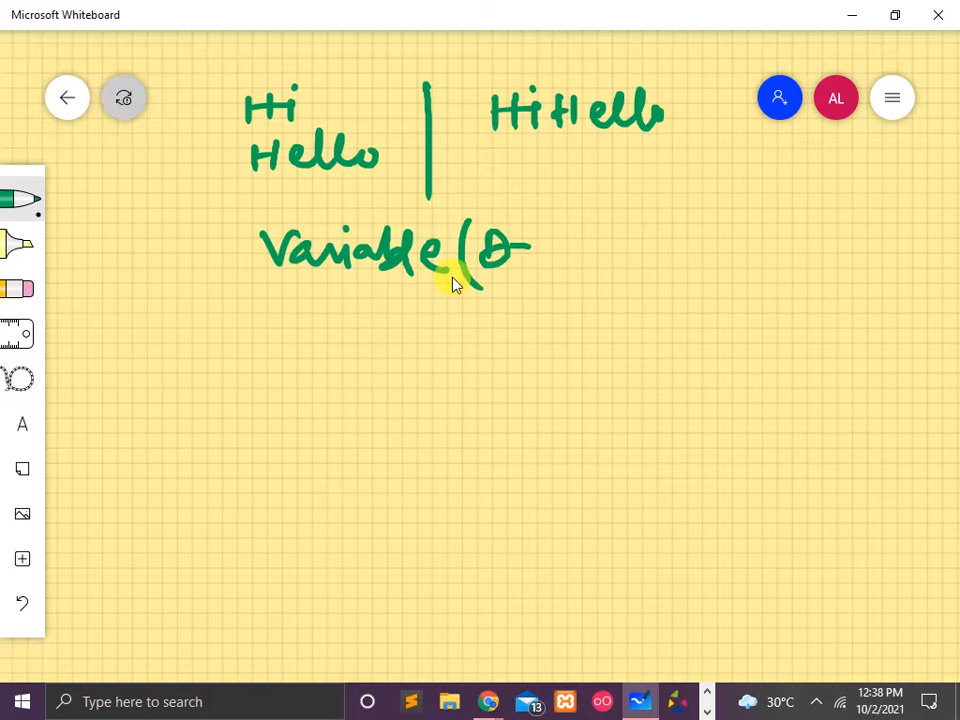 Microsoft Whiteboard
Hi
Hello
HiHello
AL
Variable (
A
Type here to search
13
30°C
12:38 PM
10/2/2021